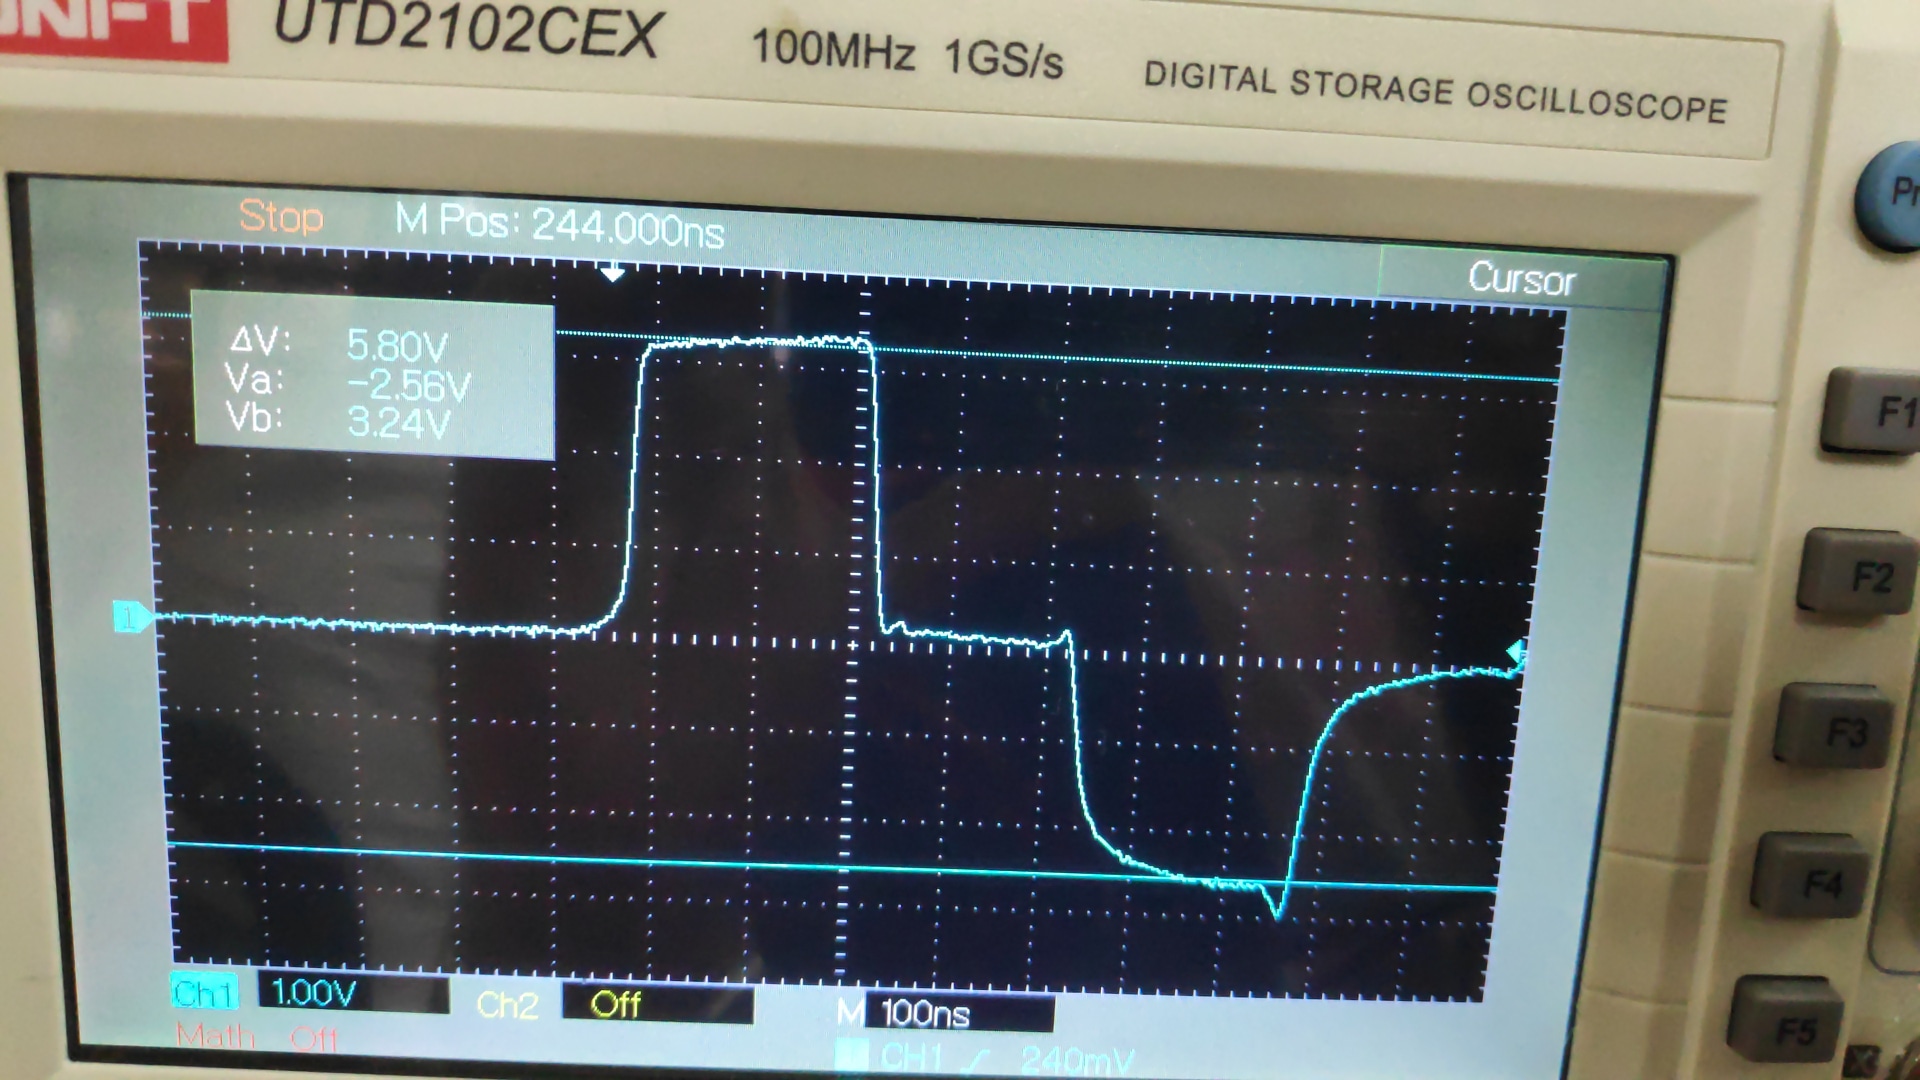 UNI-T UTD2102CEX 100MHz 1GS/s DIGITAL STORAGE OSCILLOSCOPE
Stop M Pos: 244.000ns
Cursor
ΔV: 5.80V
Va: -2.56V
Vb: 3.24V
1
Ch1 1.00V Ch2 Off M 100ns
Math Off CH1 240mV
F1
F2
F3
F4
F5